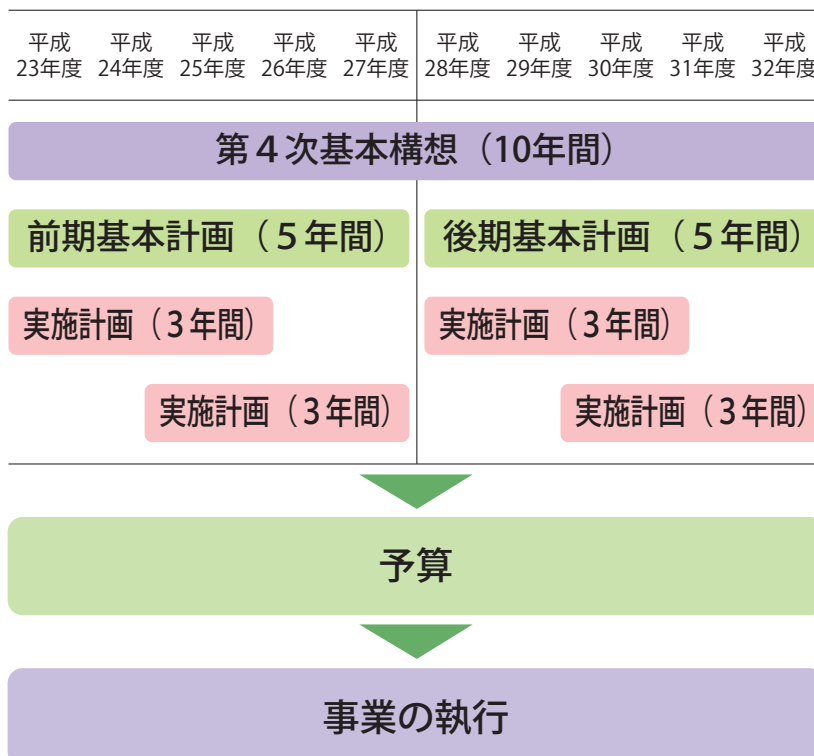 平成 平成 平成 平成 平成 平成 平成 平成 平成 平成
23年度 24年度 25年度 26年度 27年度 28年度 29年度 30年度 31年度 32年度
第４次基本構想（10年間）
前期基本計画（５年間） 後期基本計画（５年間）
実施計画（３年間） 実施計画（３年間）
実施計画（３年間） 実施計画（３年間）
予算
事業の執行